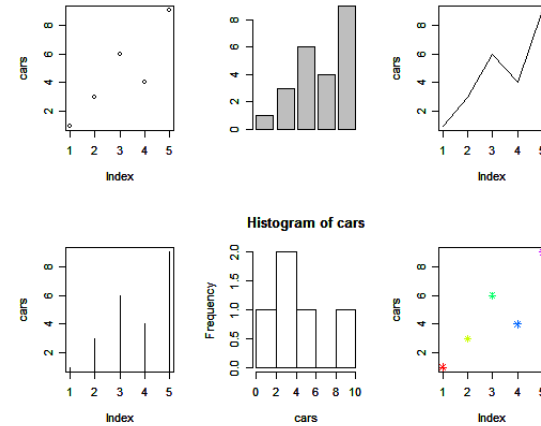 cars
2 4 6 8
1 2 3 4 5
Index
0 2 4 6 8
cars
2 4 6 8
1 2 3 4 5
Index
cars
2 4 6 8
1 2 3 4 5
Index
Histogram of cars
Frequency
0.0 0.5 1.0 1.5 2.0
0 2 4 6 8 10
cars
cars
2 4 6 8
1 2 3 4 5
Index